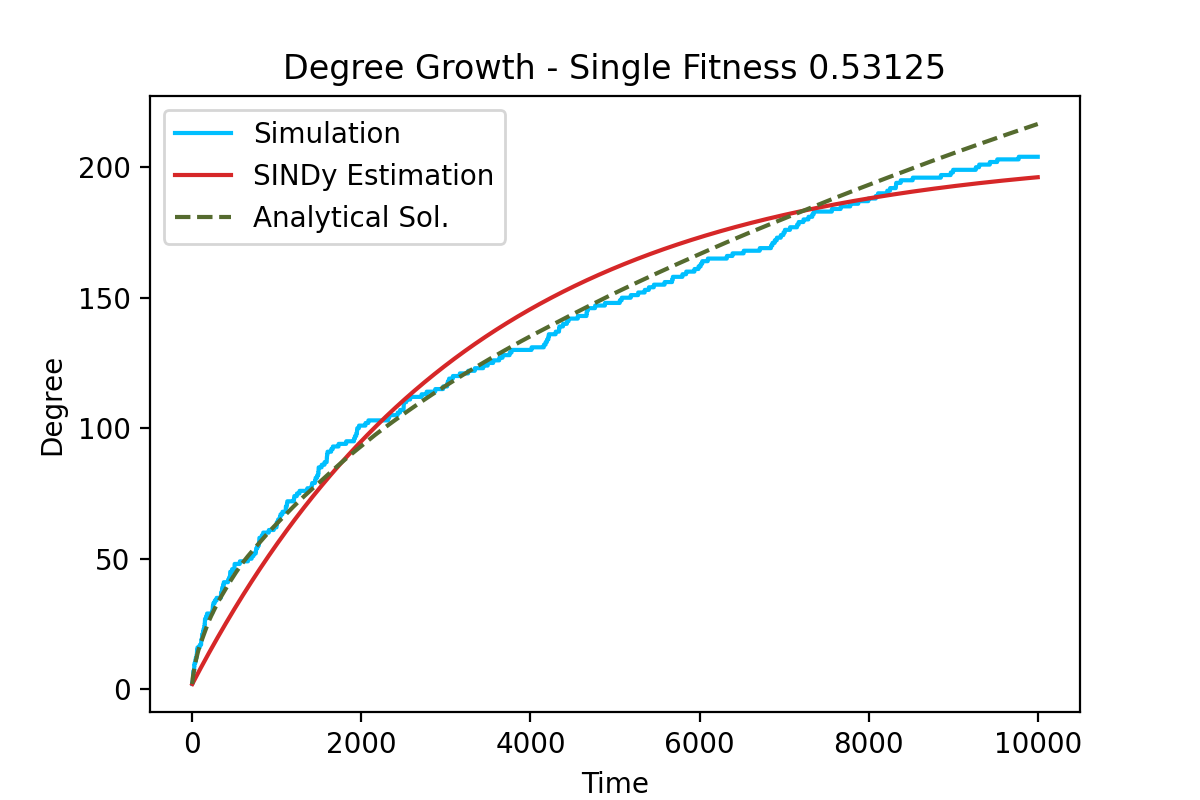 Degree Growth - Single Fitness 0.53125
Simulation
SINDy Estimation
Analytical Sol.
200
150
100
50
0
Degree
0 2000 4000 6000 8000 10000
Time